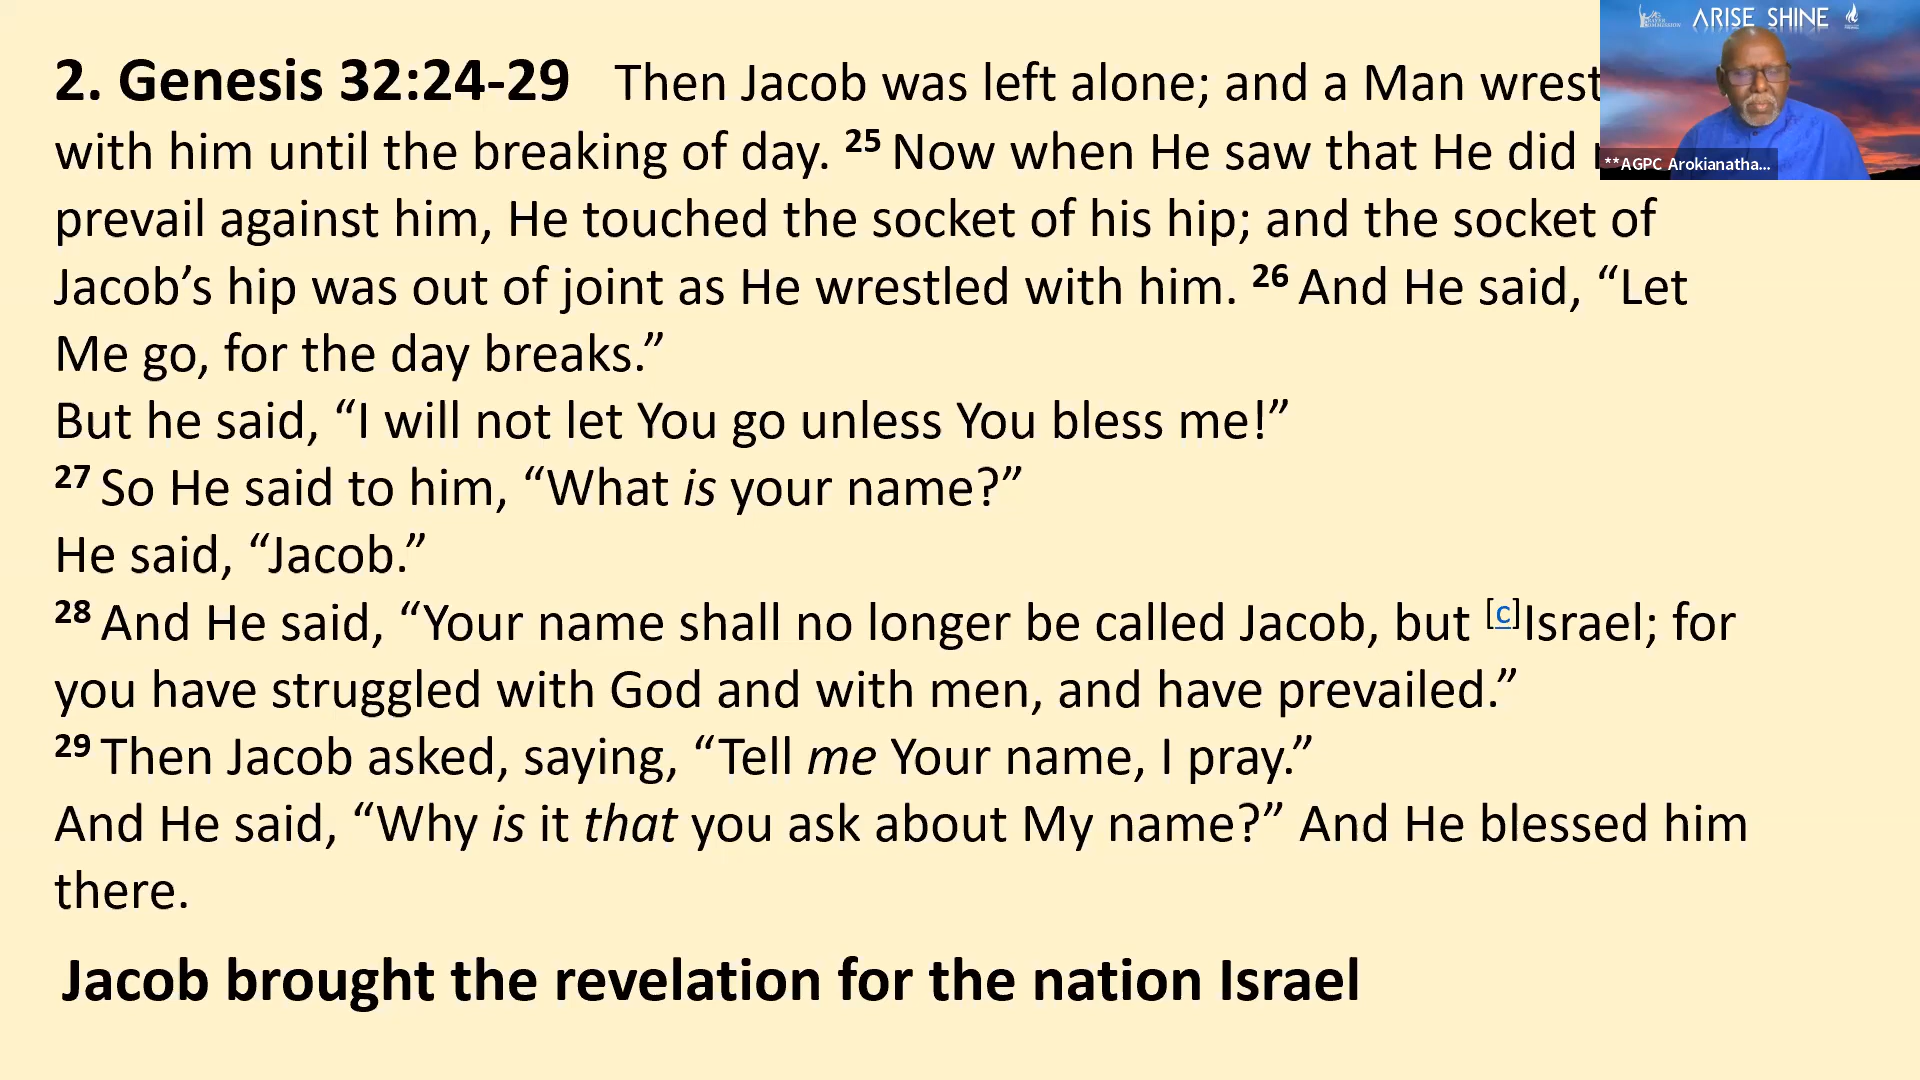 2. Genesis 32:24-29 Then Jacob was left alone; and a Man
with him until the breaking of day. 25 Now when He saw that He did
prevail against him, He touched the socket of his hip; and the socket of
Jacob’s hip was out of joint as He wrestled with him. 26 And He said, “Let
Me go, for the day breaks.”
But he said, “I will not let You go unless You bless me!”
27 So He said to him, “What is your name?”
He said, “Jacob.”
28 And He said, “Your name shall no longer be called Jacob, but [c]Israel; for
you have struggled with God and with men, and have prevailed.”
29 Then Jacob asked, saying, “Tell me Your name, I pray.”
And He said, “Why is it that you ask about My name?” And He blessed him
there.
Jacob brought the revelation for the nation Israel
ARISE SHINE
**AGPC Arokianatha...